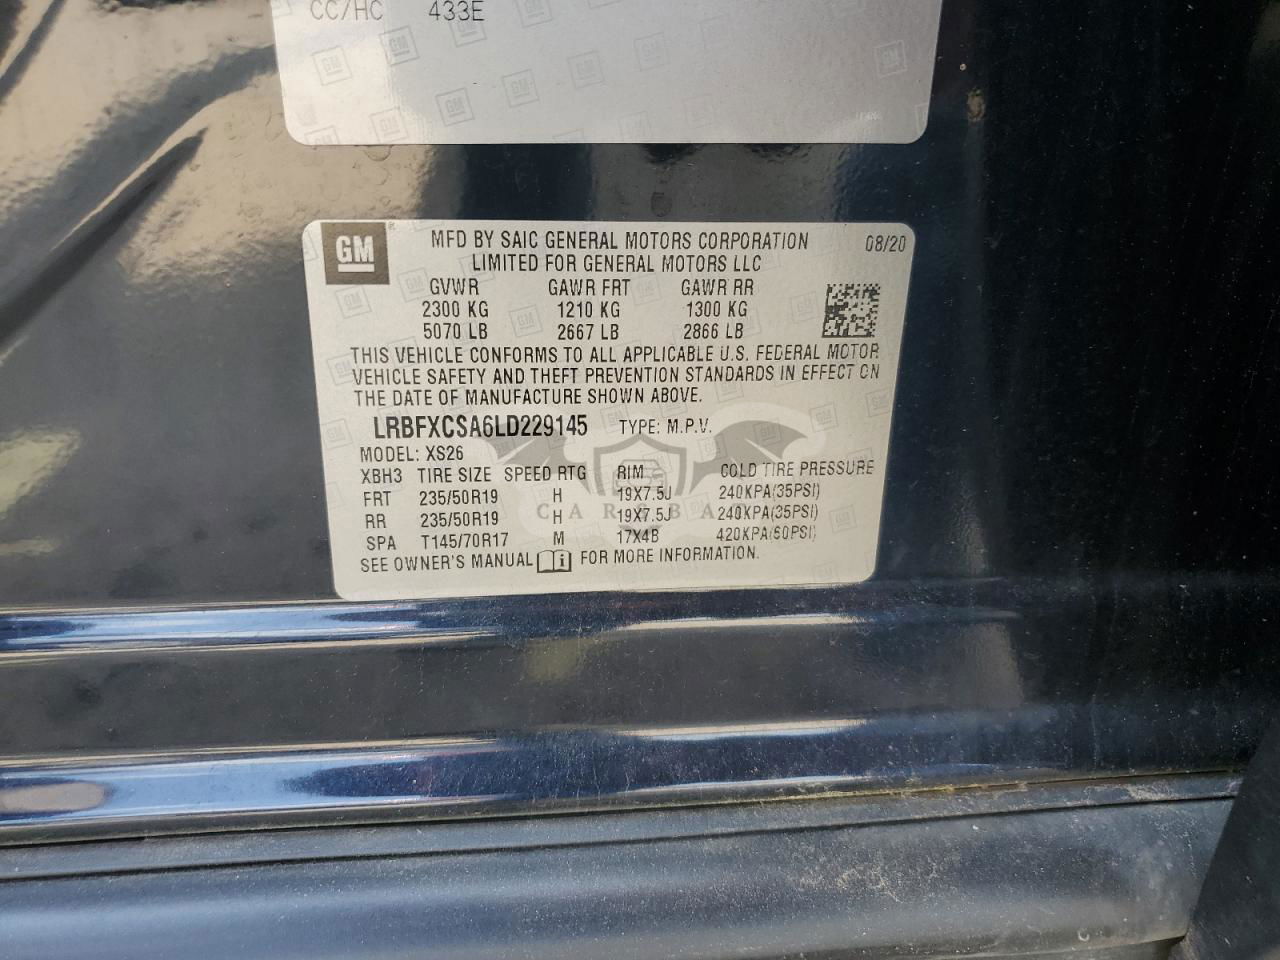 CC/HC 433E
GM
MFD BY SAIC GENERAL MOTORS CORPORATION 08/20
LIMITED FOR GENERAL MOTORS LLC
GVWR GAWR FRT GAWR RR
2300 KG 1210 KG 1300 KG
5070 LB 2667 LB 2866 LB
THIS VEHICLE CONFORMS TO ALL APPLICABLE U.S. FEDERAL MOTOR
VEHICLE SAFETY AND THEFT PREVENTION STANDARDS IN EFFECT ON
THE DATE OF MANUFACTURE SHOWN ABOVE.
LRBFXCSA6LD229145 TYPE: M.P.V.
MODEL: XS26
XBH3 TIRE SIZE SPEED RTG RIM COLD TIRE PRESSURE
FRT 235/50R19 H 19X7.5J 240KPA(35PSI)
RR 235/50R19 H 19X7.5J 240KPA(35PSI)
SPA T145/70R17 M 17X4B 420KPA(60PSI)
SEE OWNER'S MANUAL FOR MORE INFORMATION.